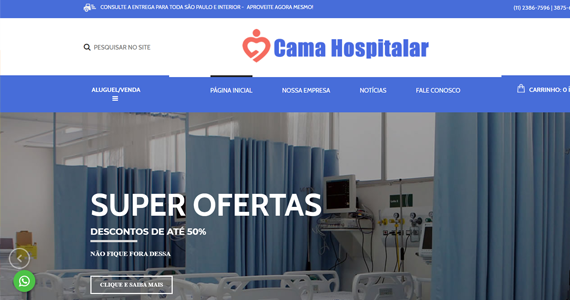 CONSULTE A ENTREGA PARA TODA SÃO PAULO E INTERIOR - APROVEITE AGORA MESMO!
(11) 2386-7596 | 3875-
PESQUISAR NO SITE
Cama Hospitalar
ALUGUEL/VENDA
PÁGINA INICIAL
NOSSA EMPRESA
NOTÍCIAS
FALE CONOSCO
CARRINHO: 0
SUPER OFERTAS
DESCONTOS DE ATÉ 50%
NÃO FIQUE FORA DESSA
CLIQUE E SAIBA MAIS